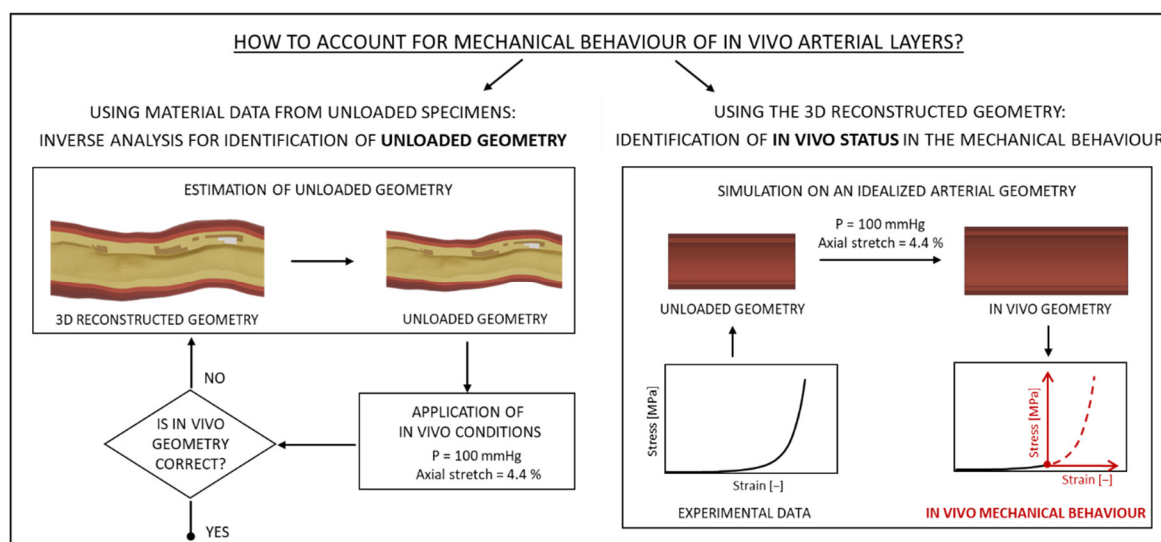 HOW TO ACCOUNT FOR MECHANICAL BEHAVIOUR OF IN VIVO ARTERIAL LAYERS?
USING MATERIAL DATA FROM UNLOADED SPECIMENS:
INVERSE ANALYSIS FOR IDENTIFICATION OF UNLOADED GEOMETRY
ESTIMATION OF UNLOADED GEOMETRY
3D RECONSTRUCTED GEOMETRY
UNLOADED GEOMETRY
NO
IS IN VIVO
GEOMETRY
CORRECT?
YES
APPLICATION OF
IN VIVO CONDITIONS
P = 100 mmHg
Axial stretch = 4.4 %
USING THE 3D RECONSTRUCTED GEOMETRY:
IDENTIFICATION OF IN VIVO STATUS IN THE MECHANICAL BEHAVIOUR
SIMULATION ON AN IDEALIZED ARTERIAL GEOMETRY
P = 100 mmHg
Axial stretch = 4.4 %
UNLOADED GEOMETRY
IN VIVO GEOMETRY
Stress [MPa]
Strain [–]
EXPERIMENTAL DATA
Stress [MPa]
Strain [–]
IN VIVO MECHANICAL BEHAVIOUR